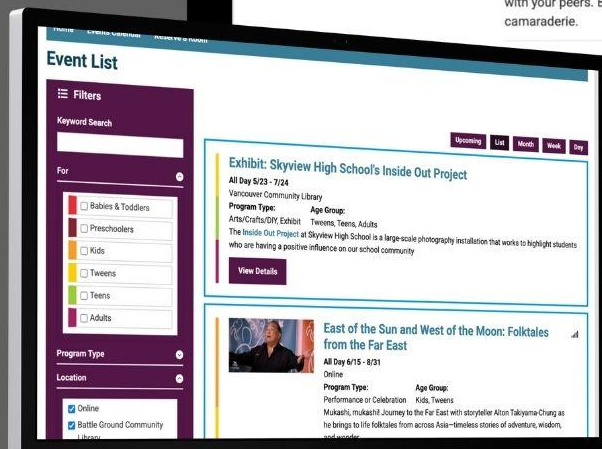 with your peers. E
camaraderie.
Home Events Calendar Reserve a Room
Event List
Filters
Keyword Search
For
Babies & Toddlers
Preschoolers
Kids
Tweens
Teens
Adults
Program Type
Location
Online
Battle Ground Community
Library
Upcoming List Month Week Day
Exhibit: Skyview High School's Inside Out Project
All Day 5/23 - 7/24
Vancouver Community Library
Program Type: Age Group:
Arts/Crafts/DIY, Exhibit Tweens, Teens, Adults
The Inside Out Project at Skyview High School is a large-scale photography installation that works to highlight students
who are having a positive influence on our school community
View Details
East of the Sun and West of the Moon: Folktales
from the Far East
All Day 6/15 - 8/31
Online
Program Type: Age Group:
Performance or Celebration Kids, Tweens
Mukashi, mukashi! Journey to the Far East with storyteller Alton Takiyama-Chung as
he brings to life folktales from across Asia—timeless stories of adventure, wisdom,
and wonder